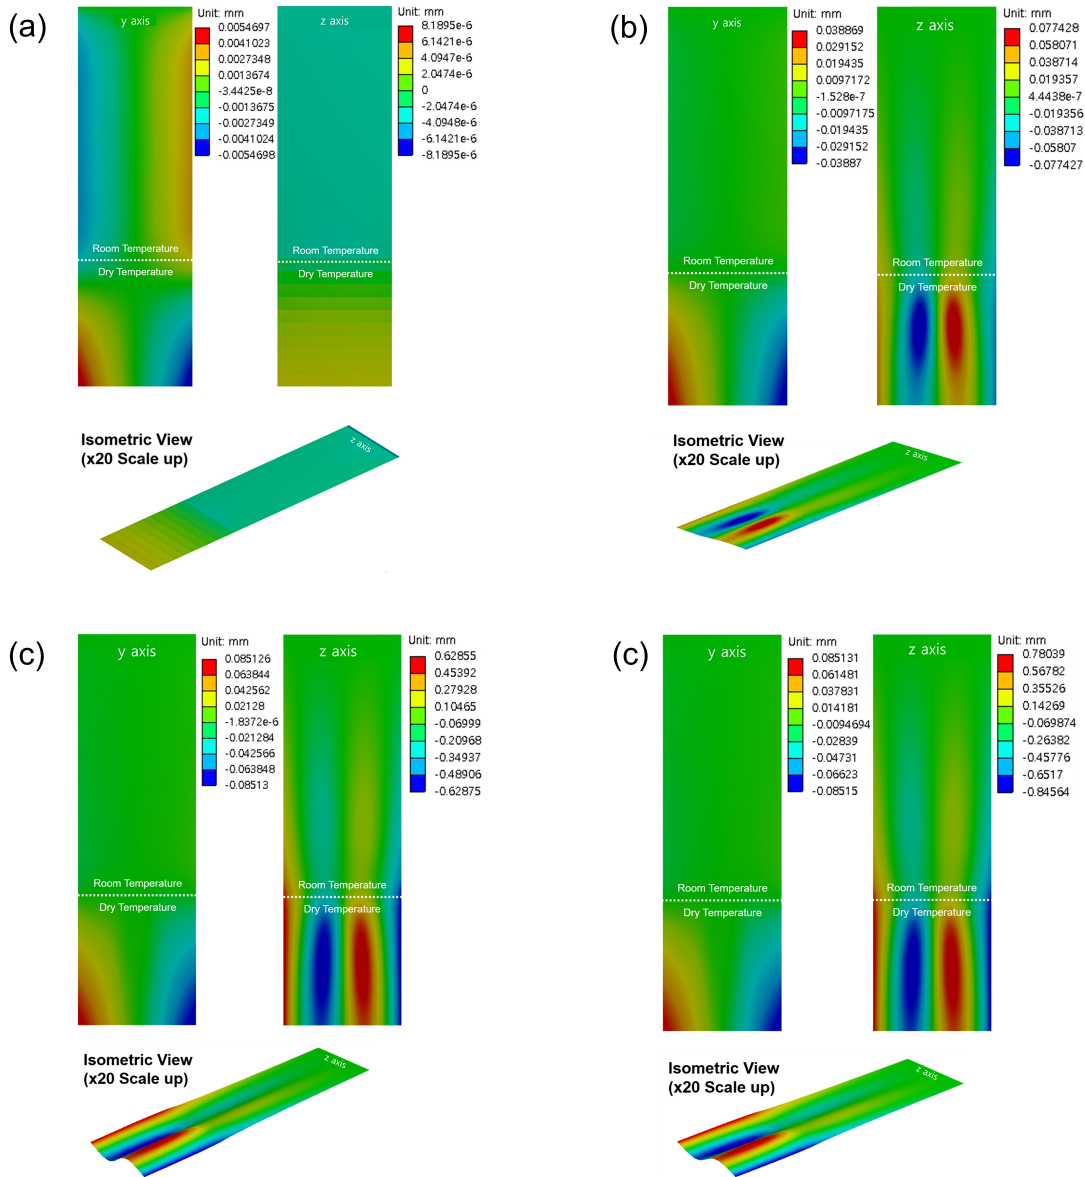 (a)
y axis
Unit: mm
0.0054697
0.0041023
0.0027348
0.0013674
-3.4425e-8
-0.0013675
-0.0027349
-0.0041024
-0.0054698
Room Temperature
Dry Temperature
z axis
Unit: mm
8.1895e-6
6.1421e-6
4.0947e-6
2.0474e-6
0
-2.0474e-6
-4.0948e-6
-6.1421e-6
-8.1895e-6
Room Temperature
Dry Temperature
Isometric View
(x20 Scale up)
z axis
(b)
y axis
Unit: mm
0.038869
0.029152
0.019435
0.0097172
-1.528e-7
-0.0097175
-0.019435
-0.029152
-0.03887
Room Temperature
Dry Temperature
z axis
Unit: mm
0.077428
0.058071
0.038714
0.019357
4.4438e-7
-0.019356
-0.038713
-0.05807
-0.077427
Room Temperature
Dry Temperature
Isometric View
(x20 Scale up)
z axis
(c)
y axis
Unit: mm
0.085126
0.063844
0.042562
0.02128
-1.8372e-6
-0.021284
-0.042566
-0.063848
-0.08513
Room Temperature
Dry Temperature
z axis
Unit: mm
0.62855
0.45392
0.27928
0.10465
-0.06999
-0.20968
-0.34937
-0.48906
-0.62875
Room Temperature
Dry Temperature
Isometric View
(x20 Scale up)
z axis
(c)
y axis
Unit: mm
0.085131
0.061481
0.037831
0.014181
-0.0094694
-0.02839
-0.04731
-0.06623
-0.08515
Room Temperature
Dry Temperature
z axis
Unit: mm
0.78039
0.56782
0.35526
0.14269
-0.069874
-0.26382
-0.45776
-0.6517
-0.84564
Room Temperature
Dry Temperature
Isometric View
(x20 Scale up)
z axis